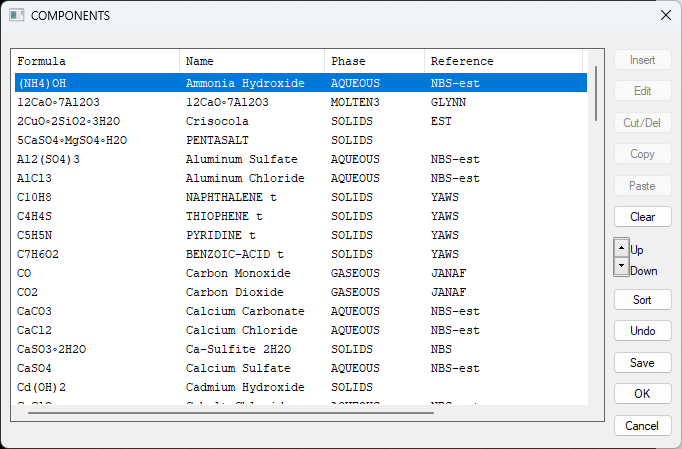 COMPONENTS
Formula Name Phase Reference
(NH4)OH Ammonia Hydroxide AQUEOUS NBS-est
12CaO∘7Al2O3 12CaO∘7Al2O3 MOLTEN3 GLYNN
2CuO∘2SiO2∘3H2O Crisocola SOLIDS EST
5CaSO4∘MgSO4∘H2O PENTASALT SOLIDS
Al2(SO4)3 Aluminum Sulfate AQUEOUS NBS-est
AlCl3 Aluminum Chloride AQUEOUS NBS-est
C10H8 NAPHTHALENE t SOLIDS YAWS
C4H4S THIOPHENE t SOLIDS YAWS
C5H5N PYRIDINE t SOLIDS YAWS
C7H6O2 BENZOIC-ACID t SOLIDS YAWS
CO Carbon Monoxide GASEOUS JANAF
CO2 Carbon Dioxide GASEOUS JANAF
CaCO3 Calcium Carbonate AQUEOUS NBS-est
CaCl2 Calcium Chloride AQUEOUS NBS-est
CaSO3∘2H2O Ca-Sulfite 2H2O SOLIDS NBS
CaSO4 Calcium Sulfate AQUEOUS NBS-est
Cd(OH)2 Cadmium Hydroxide SOLIDS
Insert
Edit
Cut/Del
Copy
Paste
Clear
Up
Down
Sort
Undo
Save
OK
Cancel